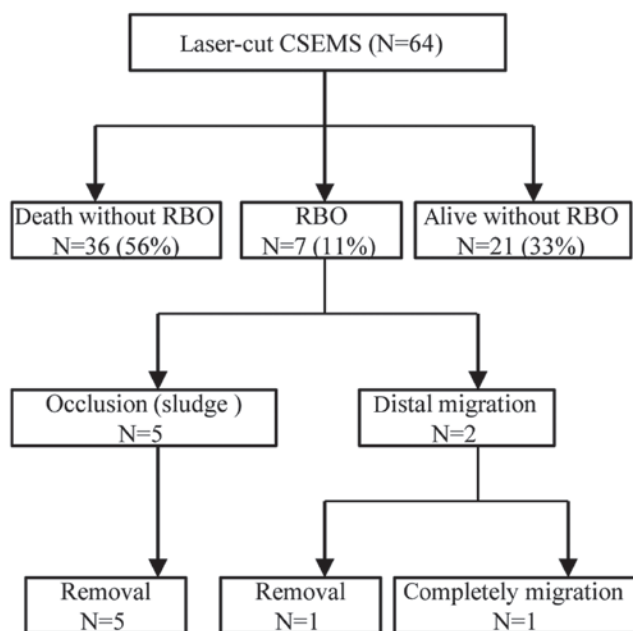 Laser-cut CSEMS (N=64)
Death without RBO
N=36 (56%)
RBO
N=7 (11%)
Alive without RBO
N=21 (33%)
Occlusion (sludge )
N=5
Distal migration
N=2
Removal
N=5
Removal
N=1
Completely migration
N=1